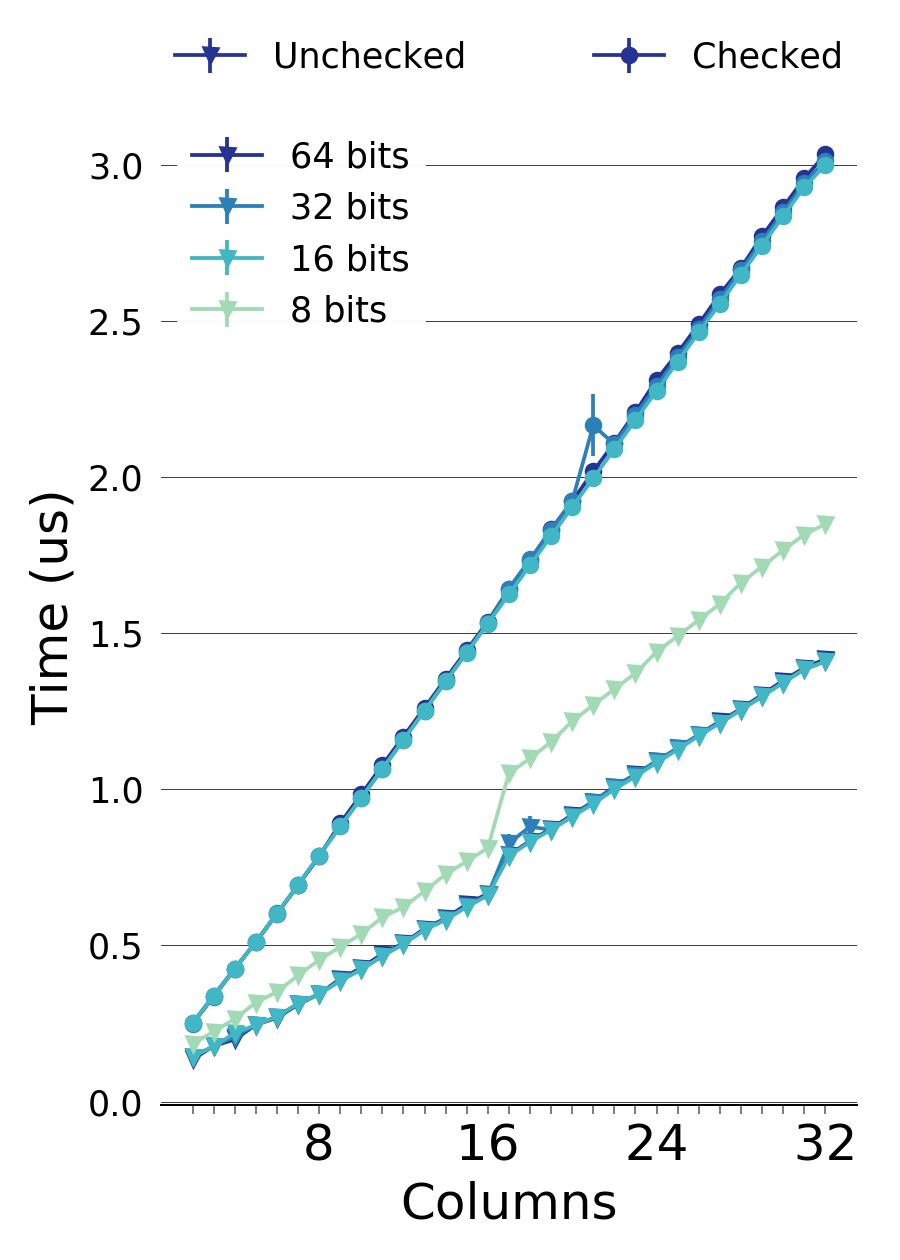 Unchecked Checked
64 bits
32 bits
16 bits
8 bits
3.0
2.5
2.0
1.5
1.0
0.5
0.0
Time (us)
8 16 24 32
Columns